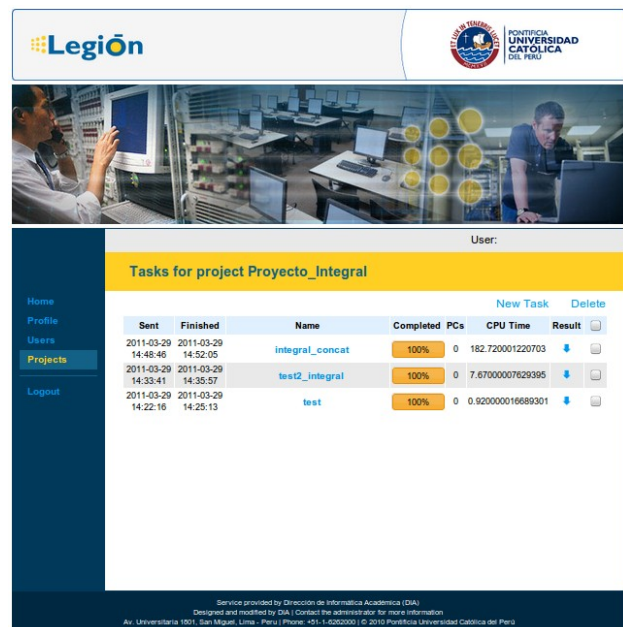 Legiōn
PONTIFICIA
UNIVERSIDAD
CATÓLICA
DEL PERÚ
User:
Tasks for project Proyecto_Integral
Home
Profile
Users
Projects
Logout
New Task Delete
Sent Finished Name Completed PCs CPU Time Result
2011-03-29 14:48:46 2011-03-29 14:52:05 integral_concat 100% 0 182.720001220703
2011-03-29 14:33:41 2011-03-29 14:35:57 test2_integral 100% 0 7.67000007629395
2011-03-29 14:22:16 2011-03-29 14:25:13 test 100% 0 0.920000016689301
Service provided by Dirección de Informática Académica (DIA)
Designed and modified by DIA | Contact the administrator for more information
Av. Universitaria 1801, San Miguel, Lima - Peru | Phone: +51-1-6262000 | © 2010 Pontificia Universidad Católica del Perú